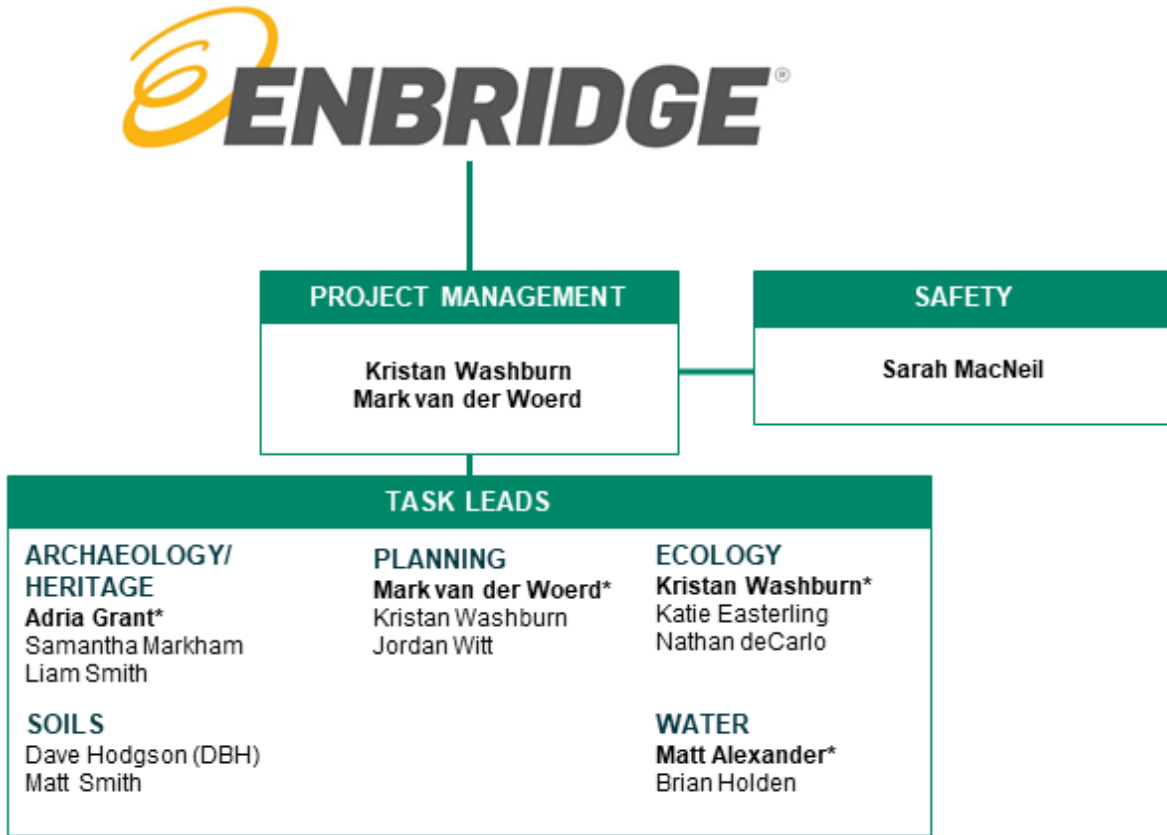 ENBRIDGE®
PROJECT MANAGEMENT
Kristan Washburn
Mark van der Woerd
SAFETY
Sarah MacNeil
TASK LEADS
ARCHAEOLOGY/
HERITAGE
Adria Grant*
Samantha Markham
Liam Smith
PLANNING
Mark van der Woerd*
Kristan Washburn
Jordan Witt
ECOLOGY
Kristan Washburn*
Katie Easterling
Nathan deCarlo
SOILS
Dave Hodgson (DBH)
Matt Smith
WATER
Matt Alexander*
Brian Holden